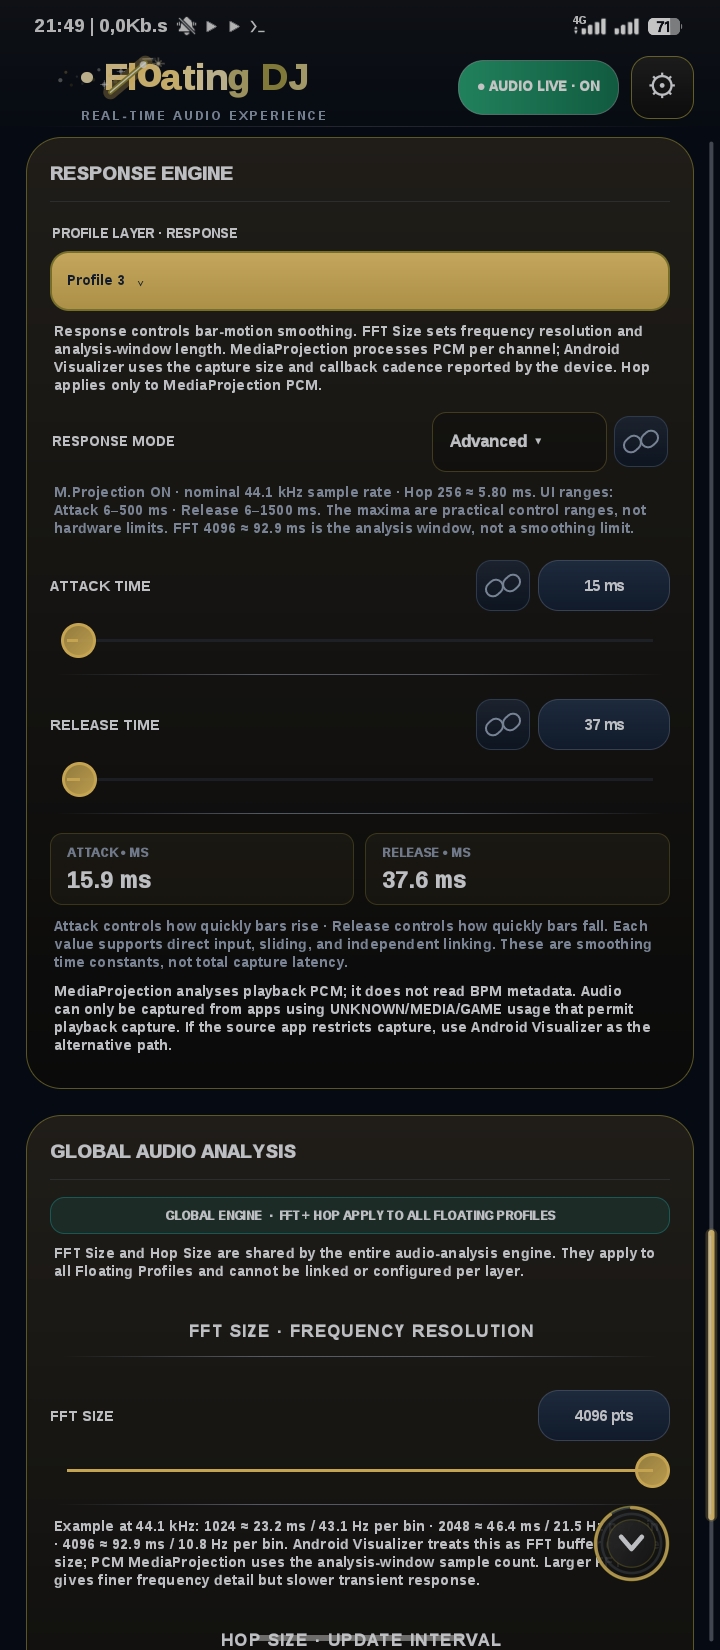 21:49 | 0,0Kb.s
4G
71
Floating DJ
REAL-TIME AUDIO EXPERIENCE
• AUDIO LIVE · ON
RESPONSE ENGINE
PROFILE LAYER · RESPONSE
Profile 3
Response controls bar-motion smoothing. FFT Size sets frequency resolution and
analysis-window length. MediaProjection processes PCM per channel; Android
Visualizer uses the capture size and callback cadence reported by the device. Hop
applies only to MediaProjection PCM.
RESPONSE MODE
Advanced
M.Projection ON · nominal 44.1 kHz sample rate · Hop 256 ≈ 5.80 ms. UI ranges:
Attack 6–500 ms · Release 6–1500 ms. The maxima are practical control ranges, not
hardware limits. FFT 4096 ≈ 92.9 ms is the analysis window, not a smoothing limit.
ATTACK TIME
15 ms
RELEASE TIME
37 ms
ATTACK • MS
15.9 ms
RELEASE • MS
37.6 ms
Attack controls how quickly bars rise · Release controls how quickly bars fall. Each
value supports direct input, sliding, and independent linking. These are smoothing
time constants, not total capture latency.
MediaProjection analyses playback PCM; it does not read BPM metadata. Audio
can only be captured from apps using UNKNOWN/MEDIA/GAME usage that permit
playback capture. If the source app restricts capture, use Android Visualizer as the
alternative path.
GLOBAL AUDIO ANALYSIS
GLOBAL ENGINE · FFT + HOP APPLY TO ALL FLOATING PROFILES
FFT Size and Hop Size are shared by the entire audio-analysis engine. They apply to
all Floating Profiles and cannot be linked or configured per layer.
FFT SIZE · FREQUENCY RESOLUTION
FFT SIZE
4096 pts
Example at 44.1 kHz: 1024 ≈ 23.2 ms / 43.1 Hz per bin · 2048 ≈ 46.4 ms / 21.5
· 4096 ≈ 92.9 ms / 10.8 Hz per bin. Android Visualizer treats this as FFT
size; PCM MediaProjection uses the analysis-window sample count. Larger
gives finer frequency detail but slower transient response.
HOP SIZE · UPDATE INTERVAL